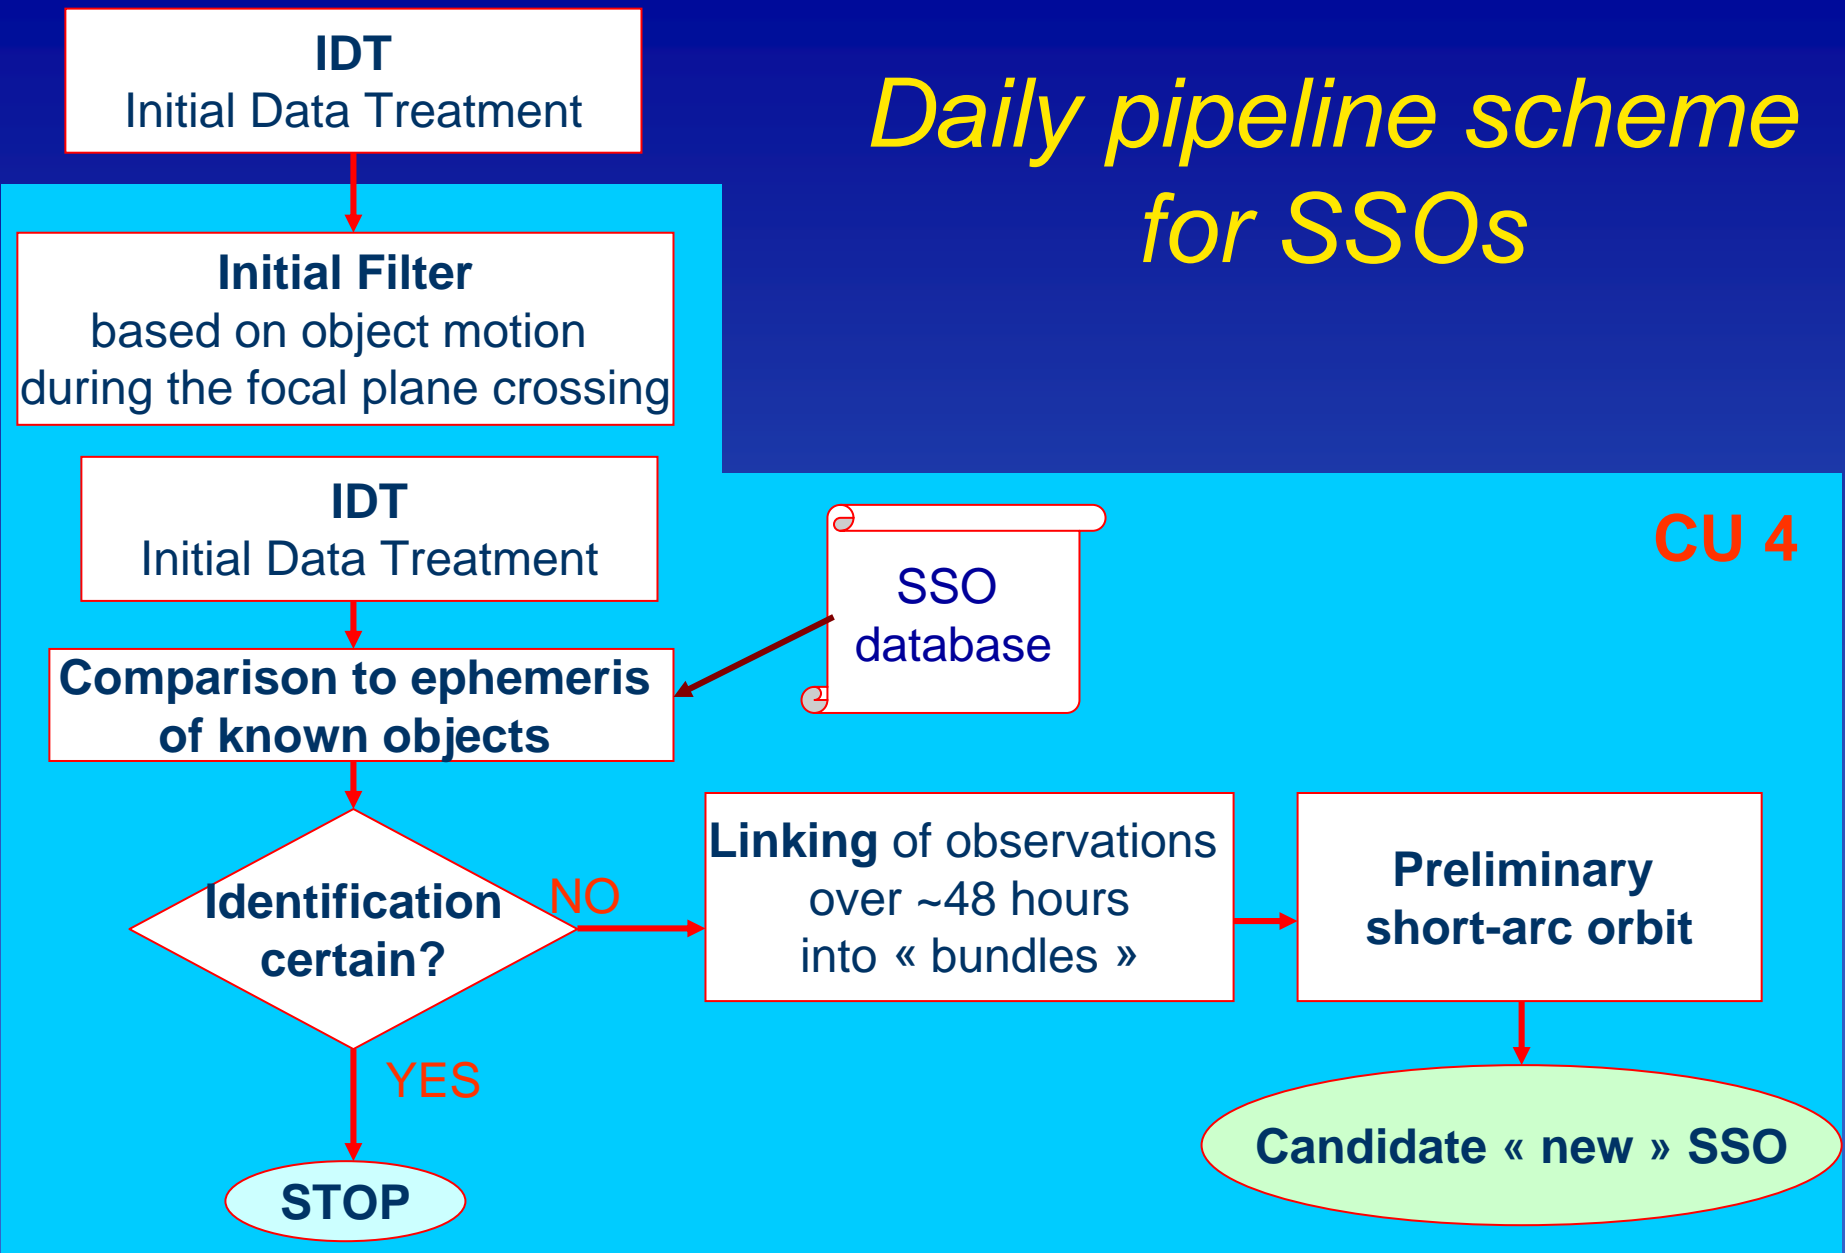 IDT
Initial Data Treatment
Daily pipeline scheme
for SSOs
Initial Filter
based on object motion
during the focal plane crossing
IDT
Initial Data Treatment
CU 4
SSO
database
Comparison to ephemeris
of known objects
Identification
certain?
NO
YES
STOP
Linking of observations
over ~48 hours
into « bundles »
Preliminary
short-arc orbit
Candidate « new » SSO